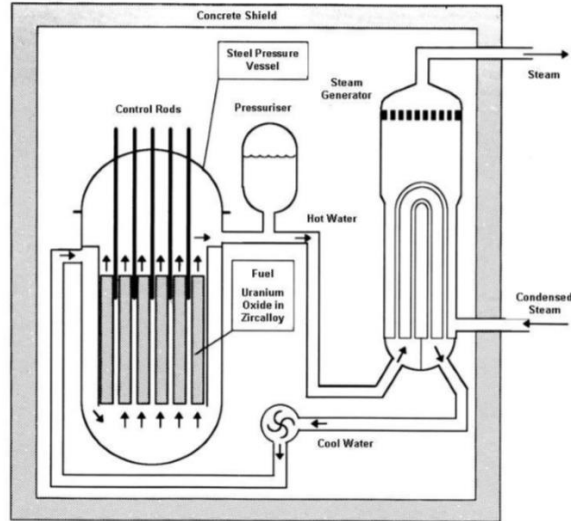 Concrete Shield
Steel Pressure
Vessel
Steam
Steam
Generator
Control Rods
Pressuriser
Hot Water
Fuel
Uranium
Oxide in
Zircalloy
Condensed
Steam
Cool Water